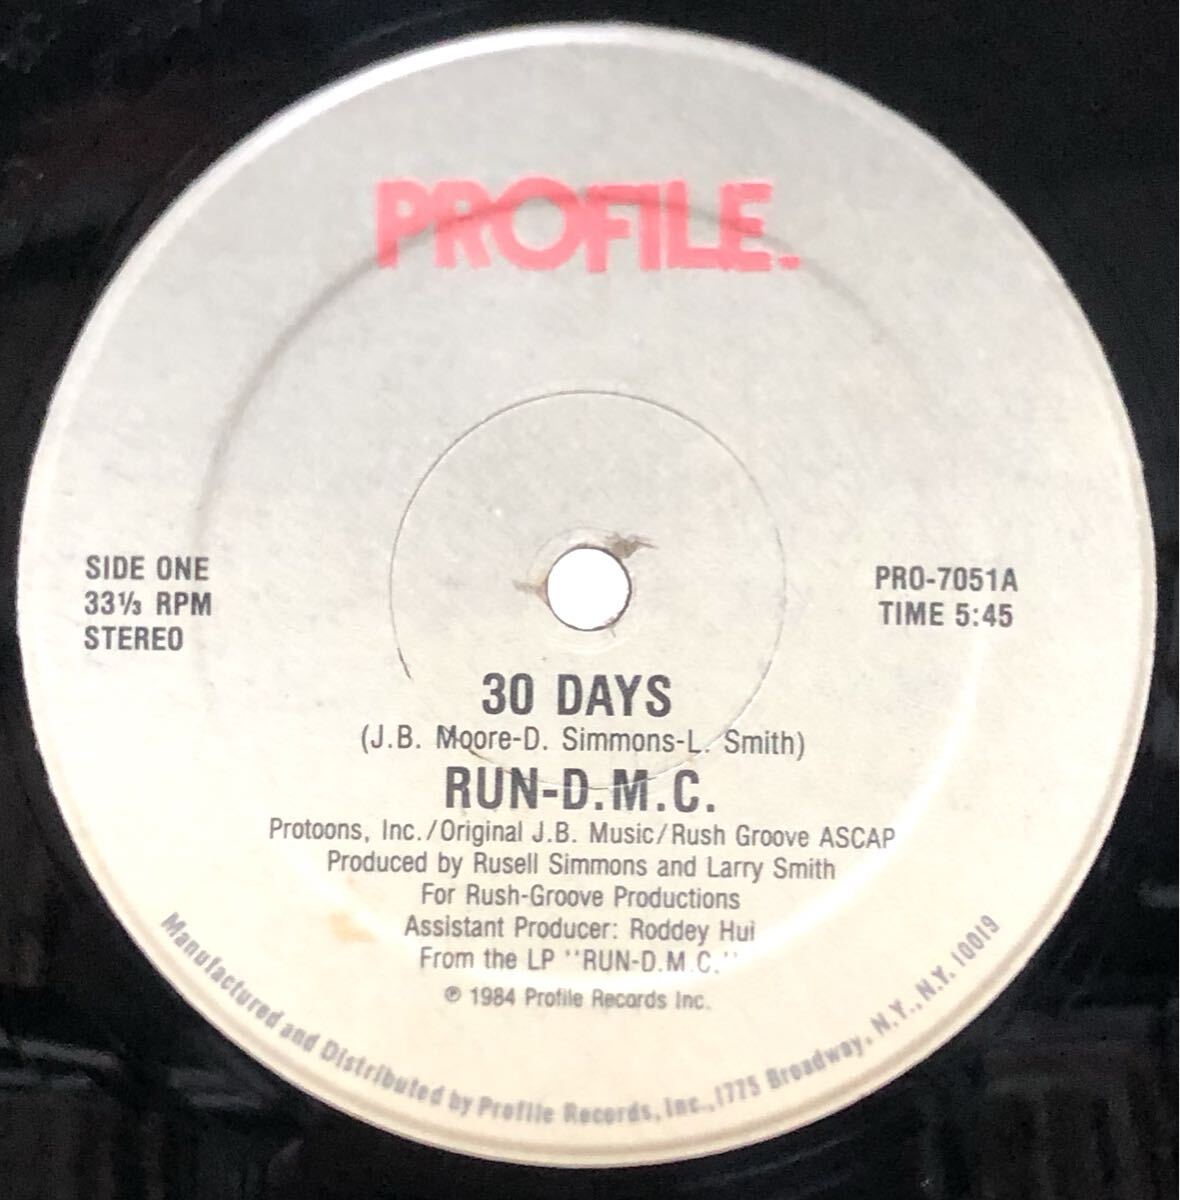 PROFILE.
SIDE ONE
33⅓ RPM
STEREO
PRO-7051A
TIME 5:45
30 DAYS
(J.B. Moore-D. Simmons-L. Smith)
RUN-D.M.C.
Protoons, Inc./Original J.B. Music/Rush Groove ASCAP
Produced by Rusell Simmons and Larry Smith
For Rush-Groove Productions
Assistant Producer: Roddey Hui
From the LP "RUN-D.M.C."
℗ 1984 Profile Records Inc.
Manufactured and Distributed by Profile Records, Inc., 1775 Broadway, N.Y., N.Y. 10019